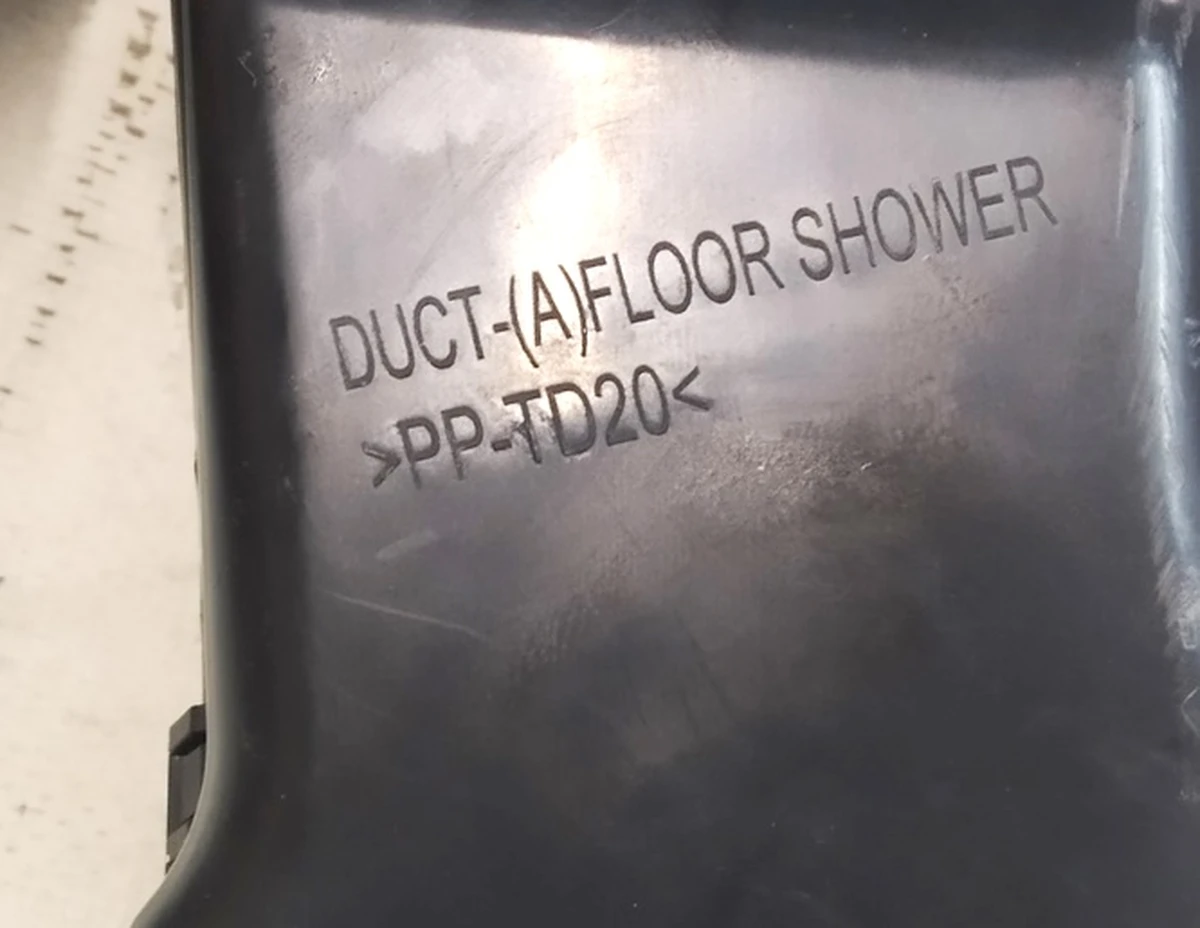 DUCT-(A)FLOOR SHOWER
>PP-TD20<